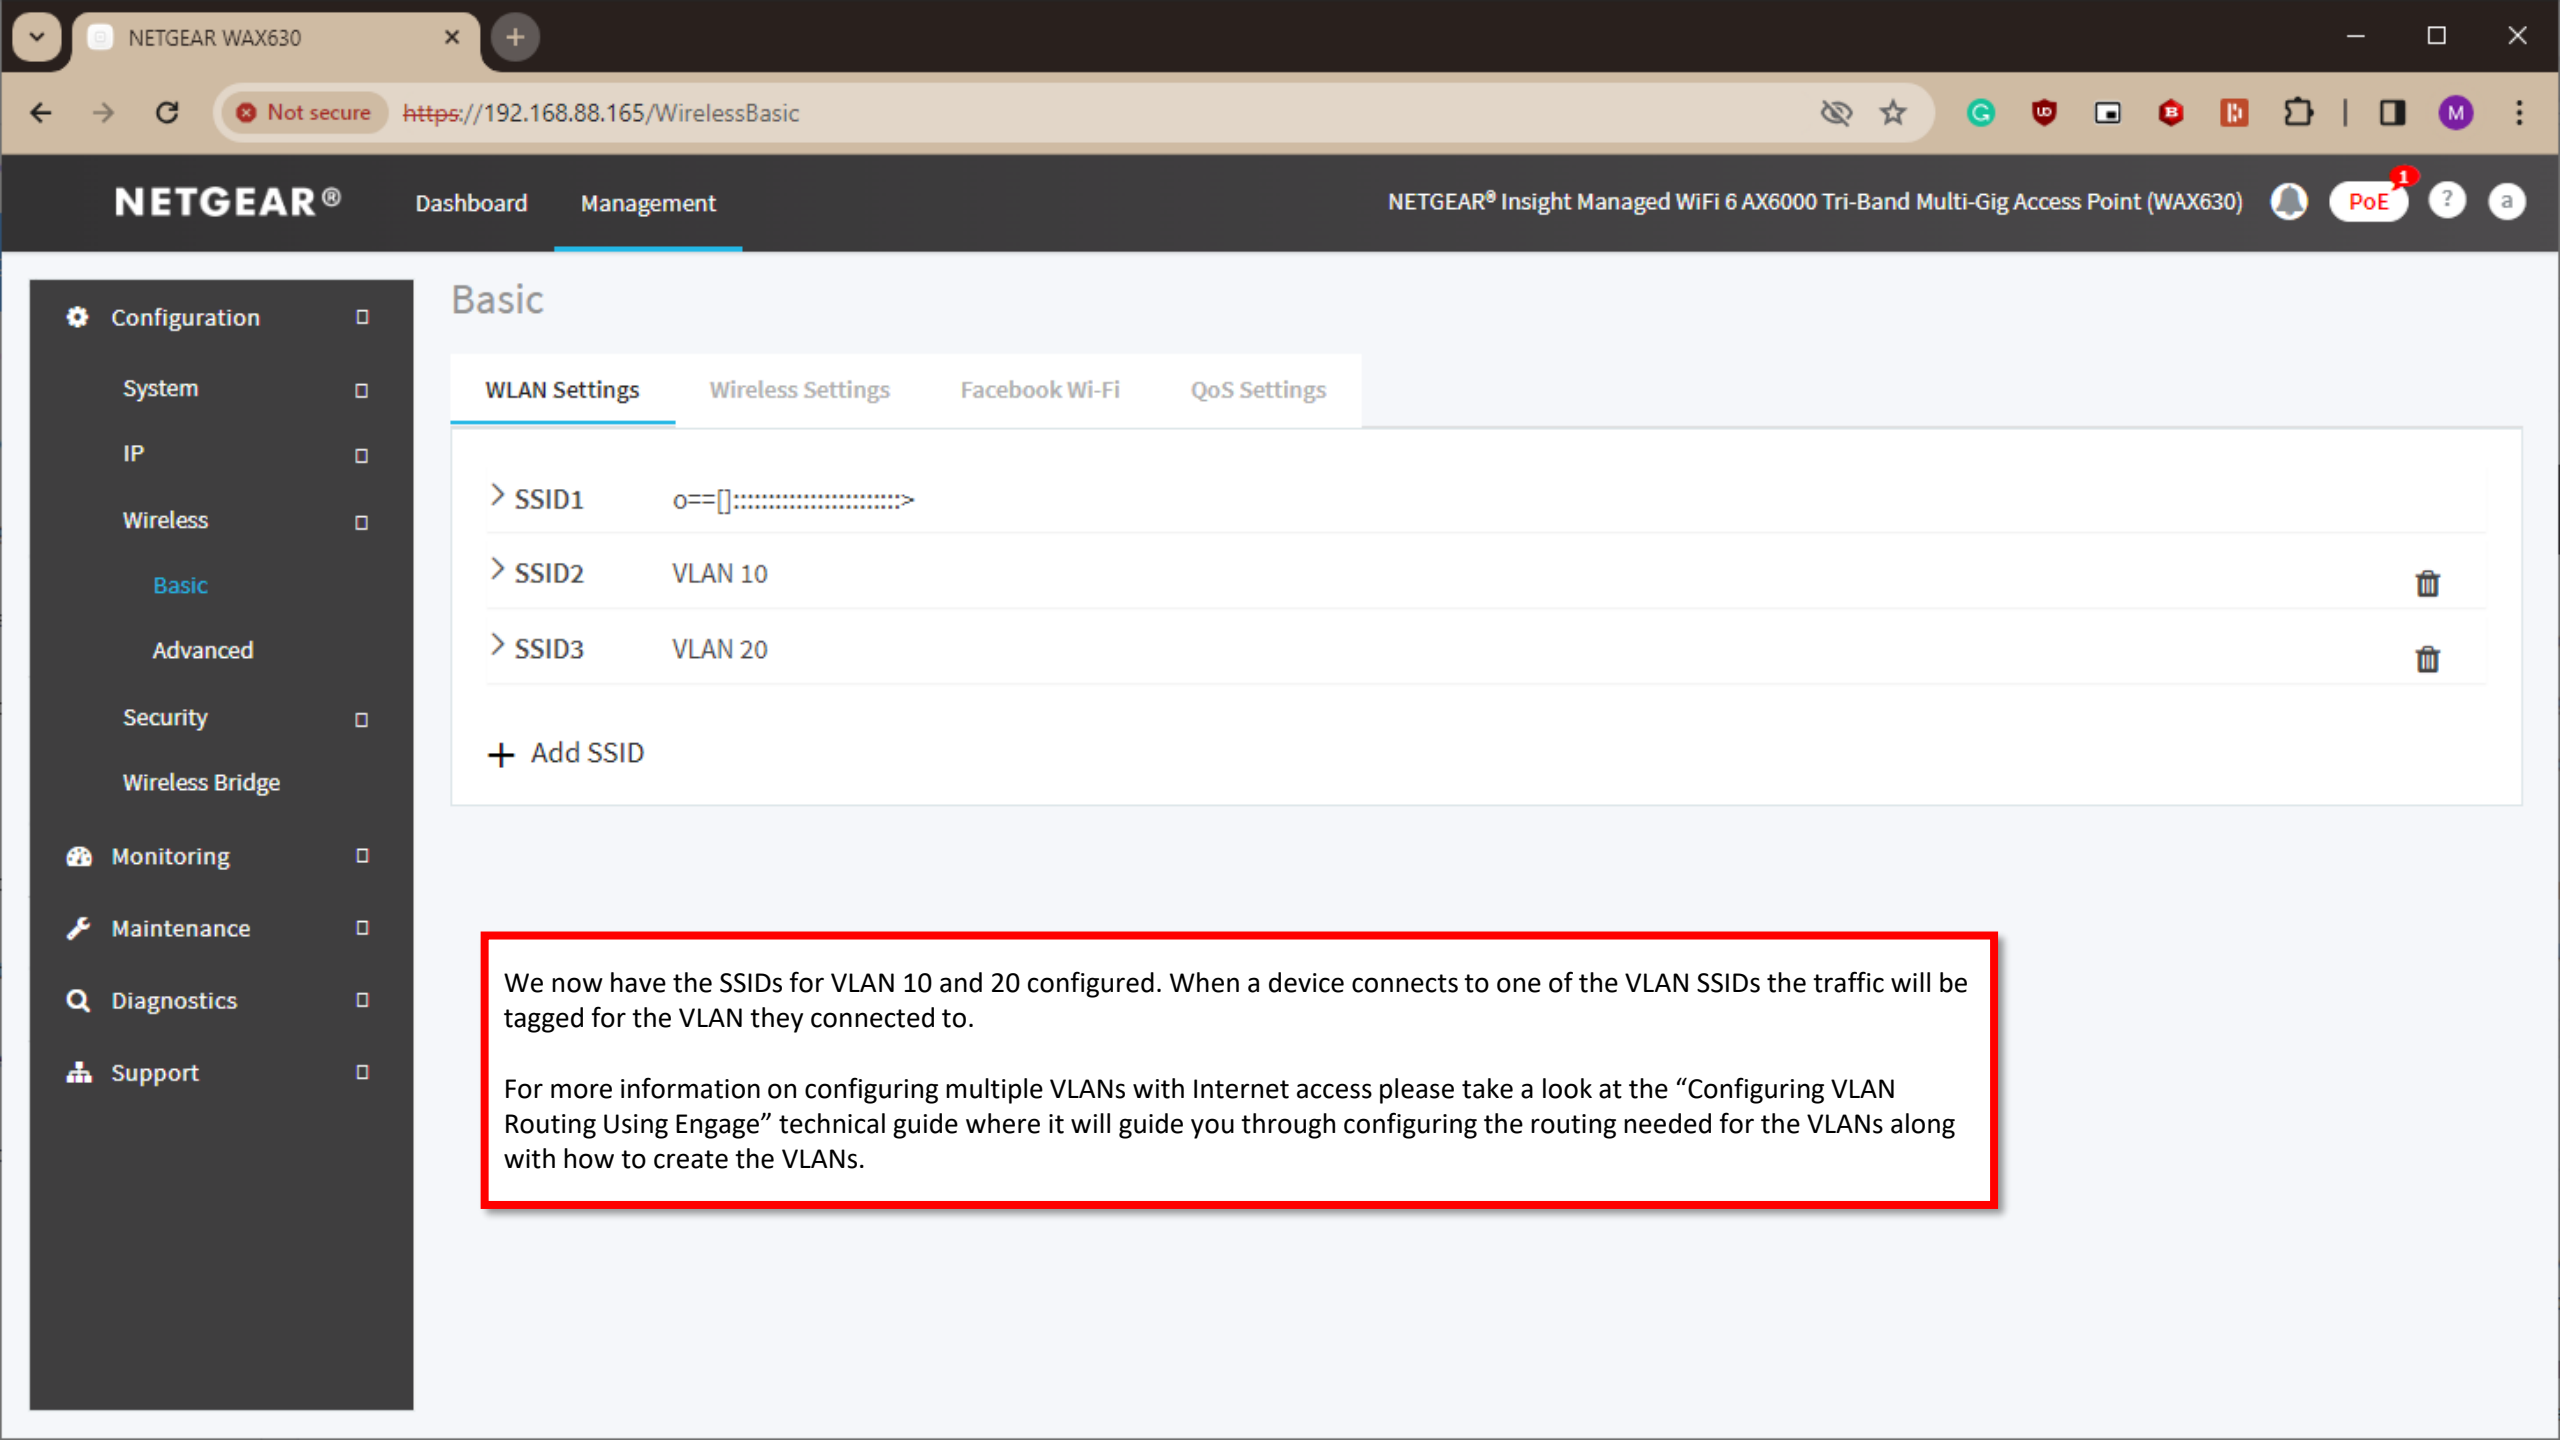 NETGEAR WAX630
Not secure https://192.168.88.165/WirelessBasic
M
NETGEAR® Dashboard Management NETGEAR® Insight Managed WiFi 6 AX6000 Tri-Band Multi-Gig Access Point (WAX630) PoE 1 ? a
Configuration
System
IP
Wireless
Basic
Advanced
Security
Wireless Bridge
Monitoring
Maintenance
Diagnostics
Support
Basic
WLAN Settings Wireless Settings Facebook Wi-Fi QoS Settings
SSID1 o==[]::::::::::::::::::::::::>
SSID2 VLAN 10
SSID3 VLAN 20
+ Add SSID
We now have the SSIDs for VLAN 10 and 20 configured. When a device connects to one of the VLAN SSIDs the traffic will be
tagged for the VLAN they connected to.
For more information on configuring multiple VLANs with Internet access please take a look at the “Configuring VLAN
Routing Using Engage” technical guide where it will guide you through configuring the routing needed for the VLANs along
with how to create the VLANs.